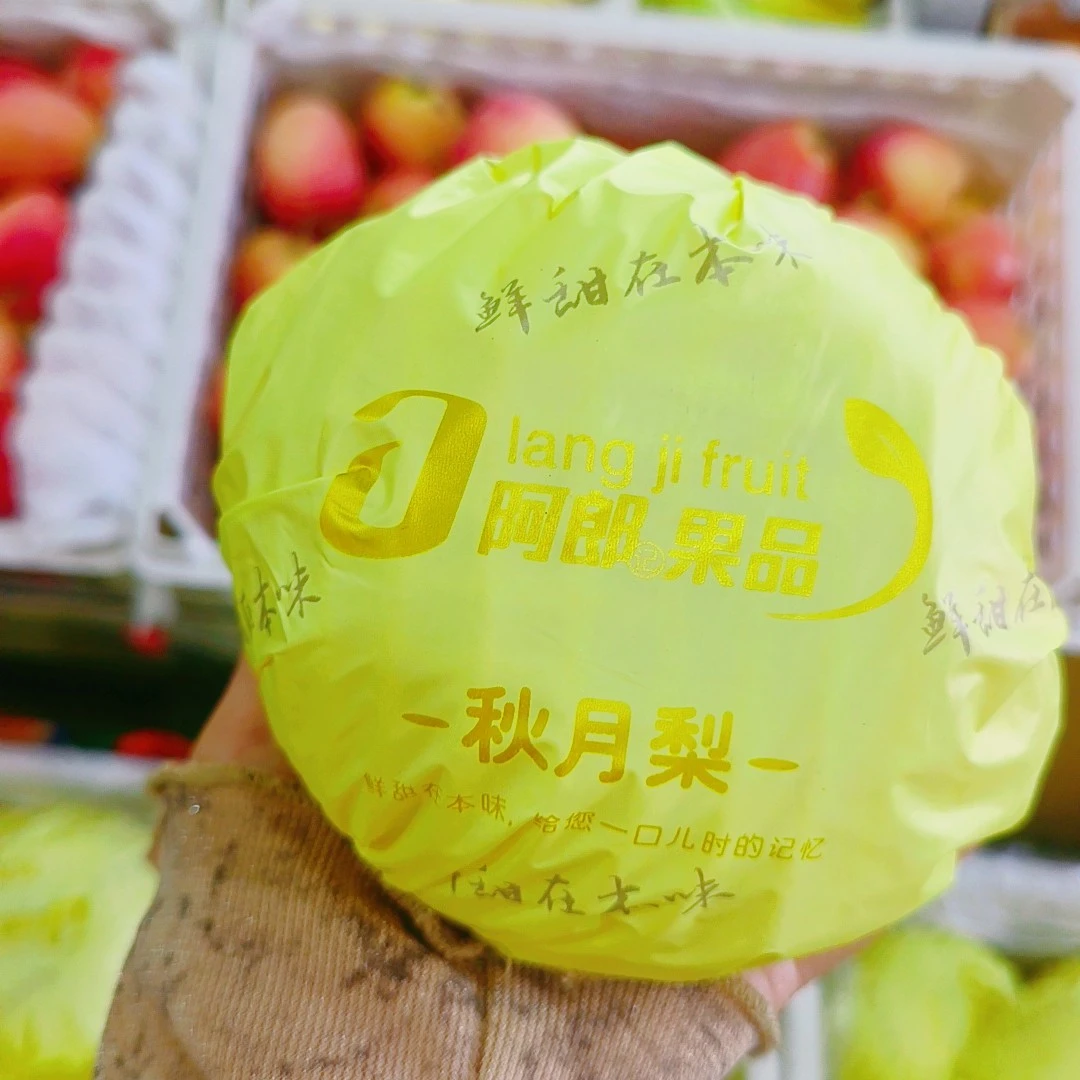 鲜甜在本味
lang ji fruit
阿郎记果品
本味
鲜甜在
-秋月梨-
鲜甜在本味，给您一口儿时的记忆
甜在本味